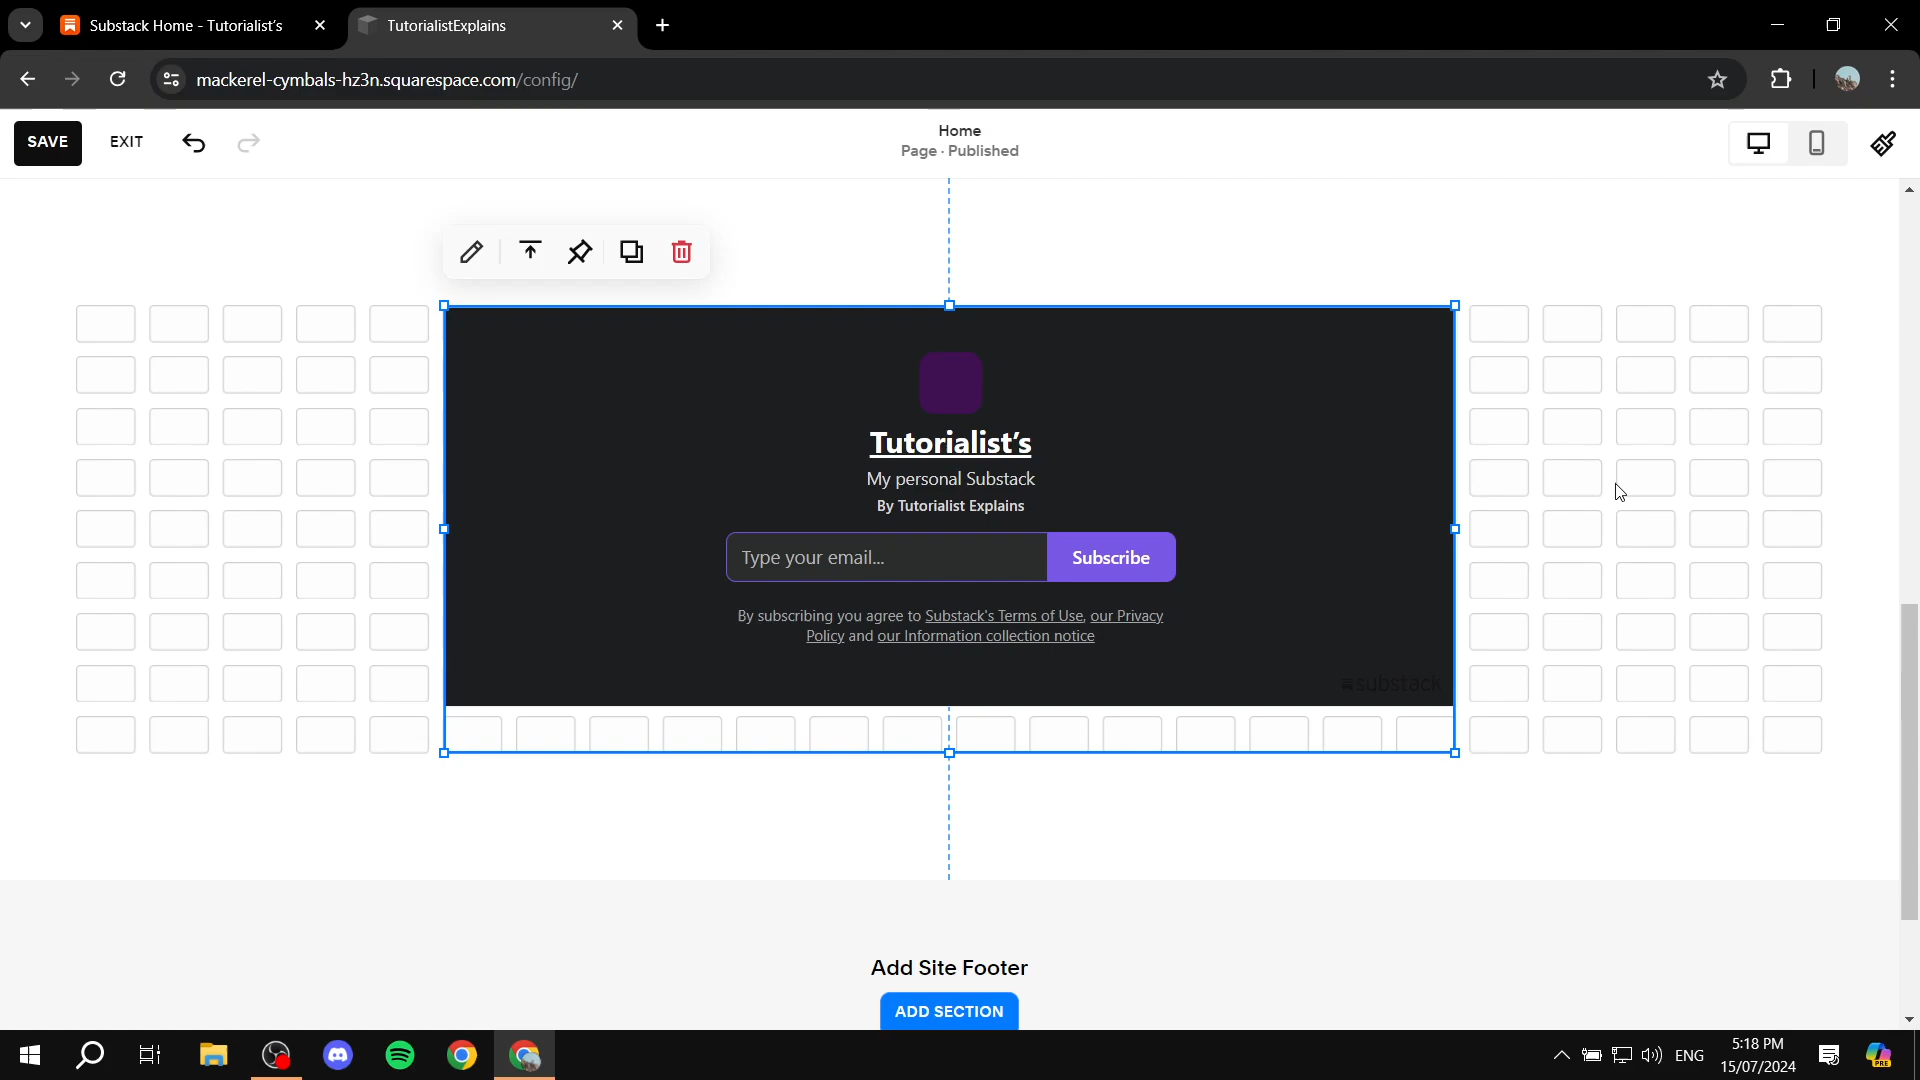 Substack Home - Tutorialist's
TutorialistExplains
mackerel-cymbals-hz3n.squarespace.com/config/
SAVE
EXIT
Home
Page · Published
Tutorialist's
My personal Substack
By Tutorialist Explains
Type your email...
Subscribe
By subscribing you agree to Substack's Terms of Use, our Privacy
Policy and our Information collection notice
substack
Add Site Footer
ADD SECTION
ENG
5:18 PM
15/07/2024
PRE